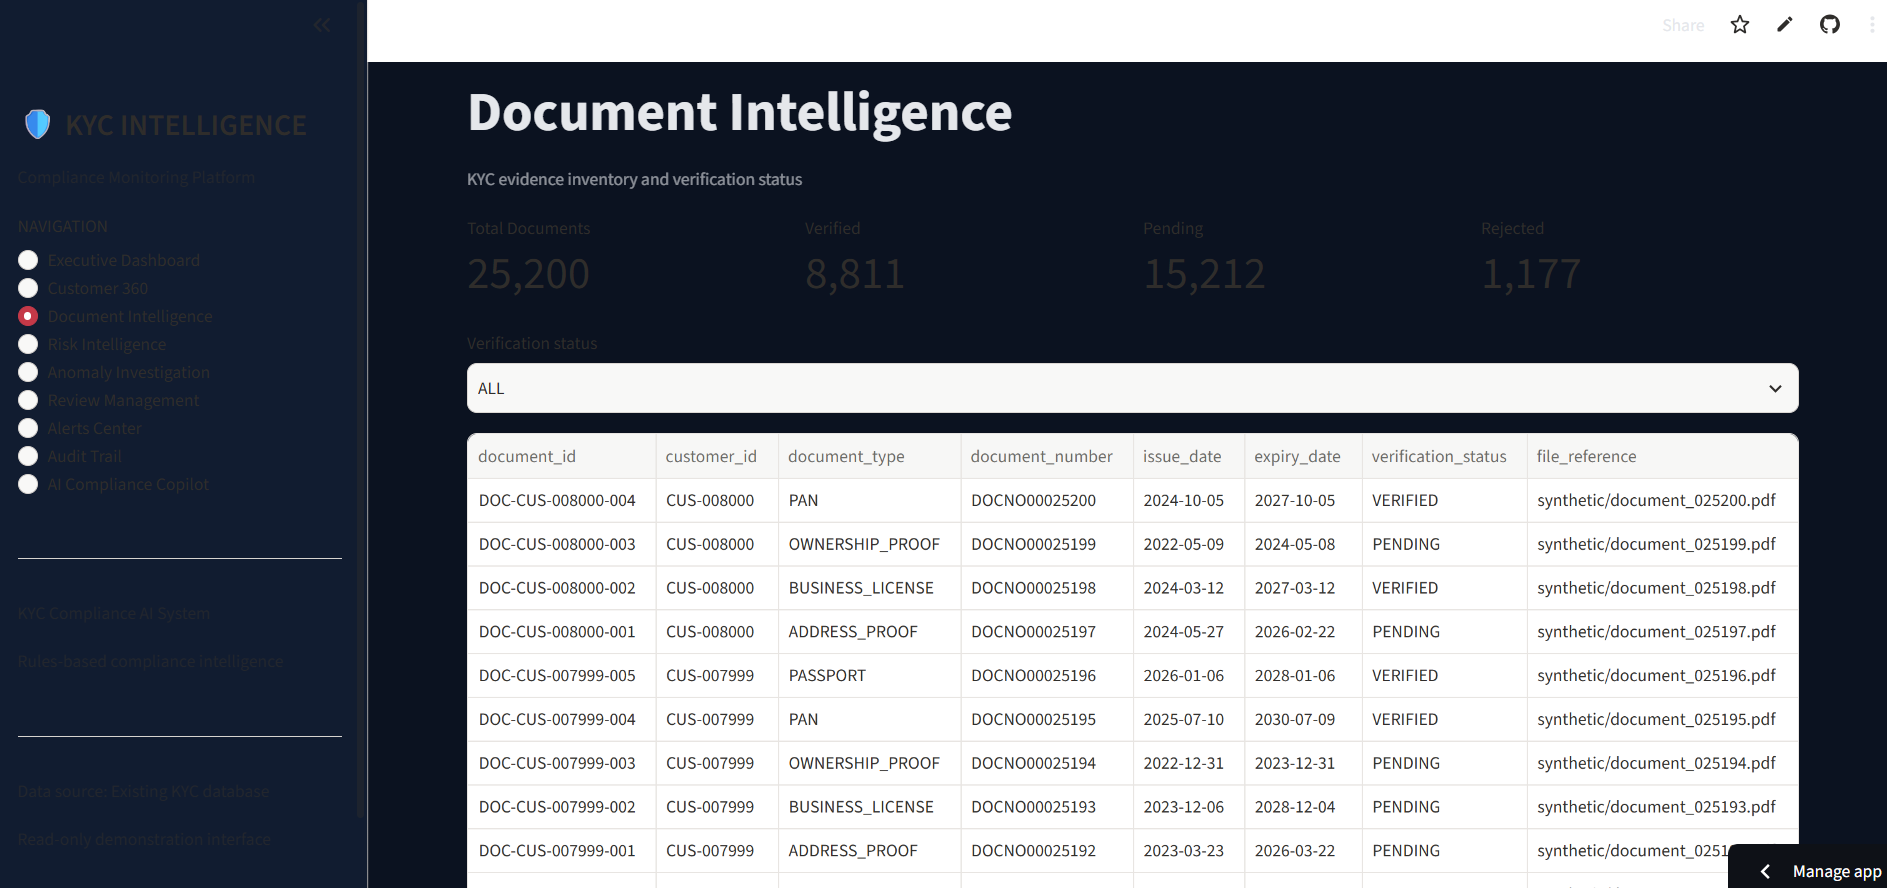 Share
KYC INTELLIGENCE
Compliance Monitoring Platform
NAVIGATION
Executive Dashboard
Customer 360
Document Intelligence
Risk Intelligence
Anomaly Investigation
Review Management
Alerts Center
Audit Trail
AI Compliance Copilot
KYC Compliance AI System
Rules-based compliance intelligence
Data source: Existing KYC database
Read-only demonstration interface
Document Intelligence
KYC evidence inventory and verification status
Total Documents Verified Pending Rejected
25,200 8,811 15,212 1,177
Verification status
ALL
document_id customer_id document_type document_number issue_date expiry_date verification_status file_reference
DOC-CUS-008000-004 CUS-008000 PAN DOCNO00025200 2024-10-05 2027-10-05 VERIFIED synthetic/document_025200.pdf
DOC-CUS-008000-003 CUS-008000 OWNERSHIP_PROOF DOCNO00025199 2022-05-09 2024-05-08 PENDING synthetic/document_025199.pdf
DOC-CUS-008000-002 CUS-008000 BUSINESS_LICENSE DOCNO00025198 2024-03-12 2027-03-12 VERIFIED synthetic/document_025198.pdf
DOC-CUS-008000-001 CUS-008000 ADDRESS_PROOF DOCNO00025197 2024-05-27 2026-02-22 PENDING synthetic/document_025197.pdf
DOC-CUS-007999-005 CUS-007999 PASSPORT DOCNO00025196 2026-01-06 2028-01-06 VERIFIED synthetic/document_025196.pdf
DOC-CUS-007999-004 CUS-007999 PAN DOCNO00025195 2025-07-10 2030-07-09 VERIFIED synthetic/document_025195.pdf
DOC-CUS-007999-003 CUS-007999 OWNERSHIP_PROOF DOCNO00025194 2022-12-31 2023-12-31 PENDING synthetic/document_025194.pdf
DOC-CUS-007999-002 CUS-007999 BUSINESS_LICENSE DOCNO00025193 2023-12-06 2028-12-04 PENDING synthetic/document_025193.pdf
DOC-CUS-007999-001 CUS-007999 ADDRESS_PROOF DOCNO00025192 2023-03-23 2026-03-22 PENDING
Manage app